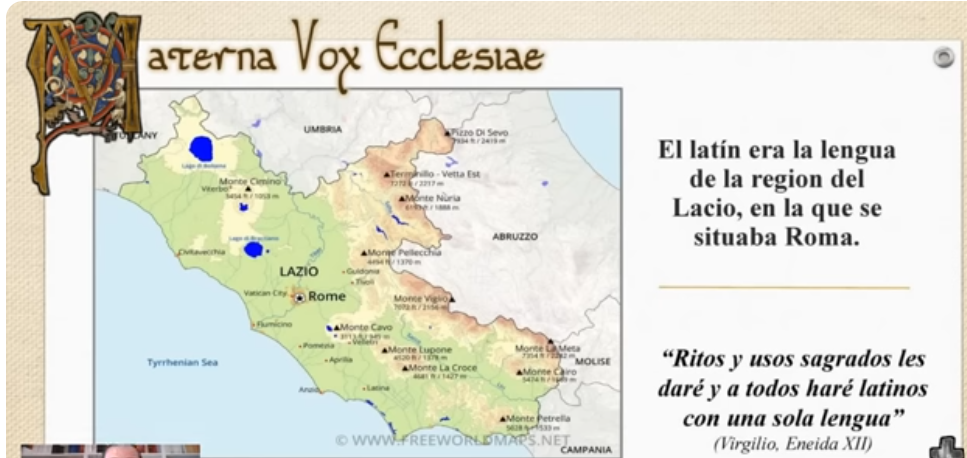 Materna Vox Ecclesiae
TUSCANY
UMBRIA
Pizzo Di Sevo
Lago di Bolsena
Terminillo - Vetta Est
7272 ft / 2217 m
Monte Cimino
Viterbo
3454 ft / 1053 m
Monte Nuria
6193 ft / 1888 m
Lago di Bracciano
ABRUZZO
Civitavecchia
Monte Pellecchia
4494 ft / 1370 m
LAZIO
Guidonia
Tivoli
Vatican City
Rome
Monte Viglio
7072 ft / 2156 m
Fiumicino
Monte Cavo
3113 ft / 949 m
Velletri
Pomezia
Monte La Meta
7354 ft / 2242 m
Monte Lupone
4520 ft / 1378 m
MOLISE
Tyrrhenian Sea
Aprilia
Monte La Croce
4681 ft / 1427 m
Monte Cairo
5474 ft / 1669 m
Anzio
Latina
Monte Petrella
5028 ft / 1533 m
© WWW.FREEWORLDMAPS.NET
CAMPANIA
El latín era la lengua
de la region del
Lacio, en la que se
situaba Roma.
“Ritos y usos sagrados les
daré y a todos haré latinos
con una sola lengua”
(Virgilio, Eneida XII)